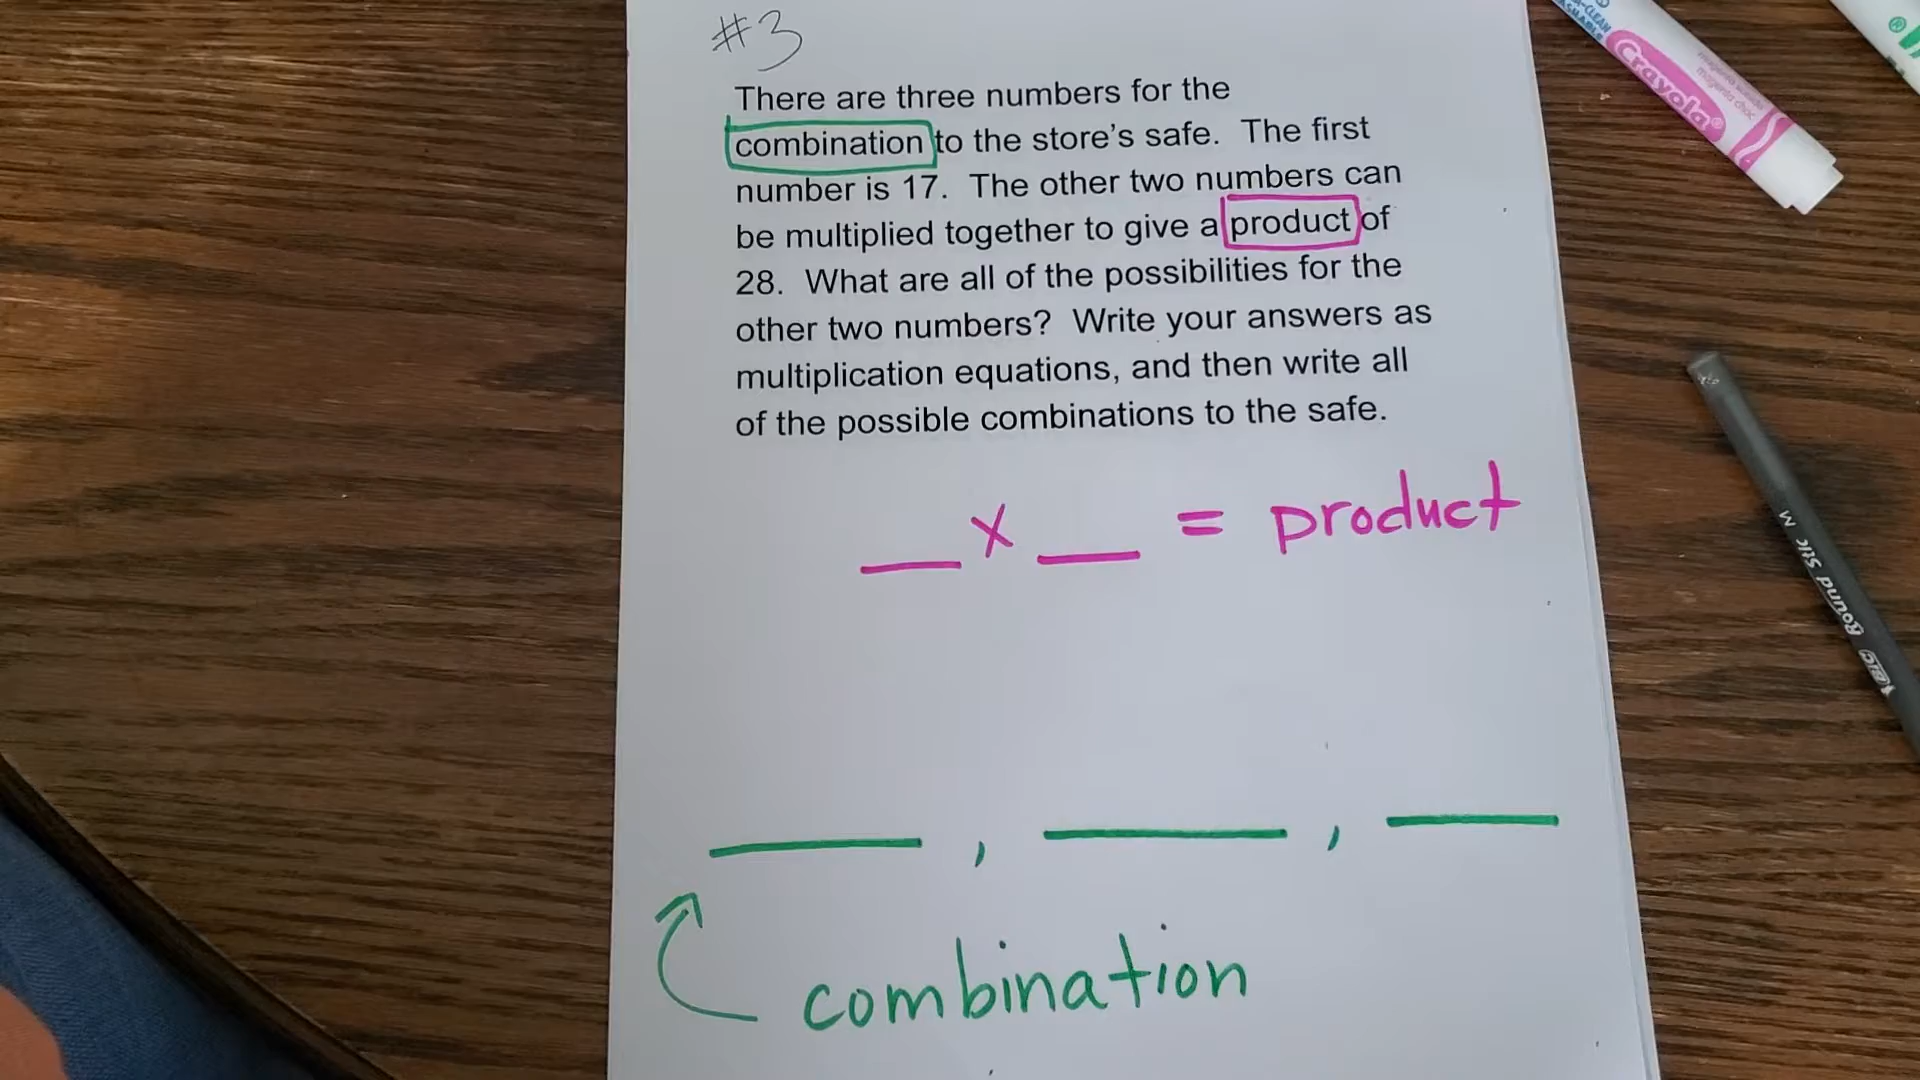 #3
There are three numbers for the
combination to the store's safe. The first
number is 17. The other two numbers can
be multiplied together to give a product of
28. What are all of the possibilities for the
other two numbers? Write your answers as
multiplication equations, and then write all
of the possible combinations to the safe.
__ x __ = product
____ , ____ , ____
combination
Crayola®
BIC Round Stic M